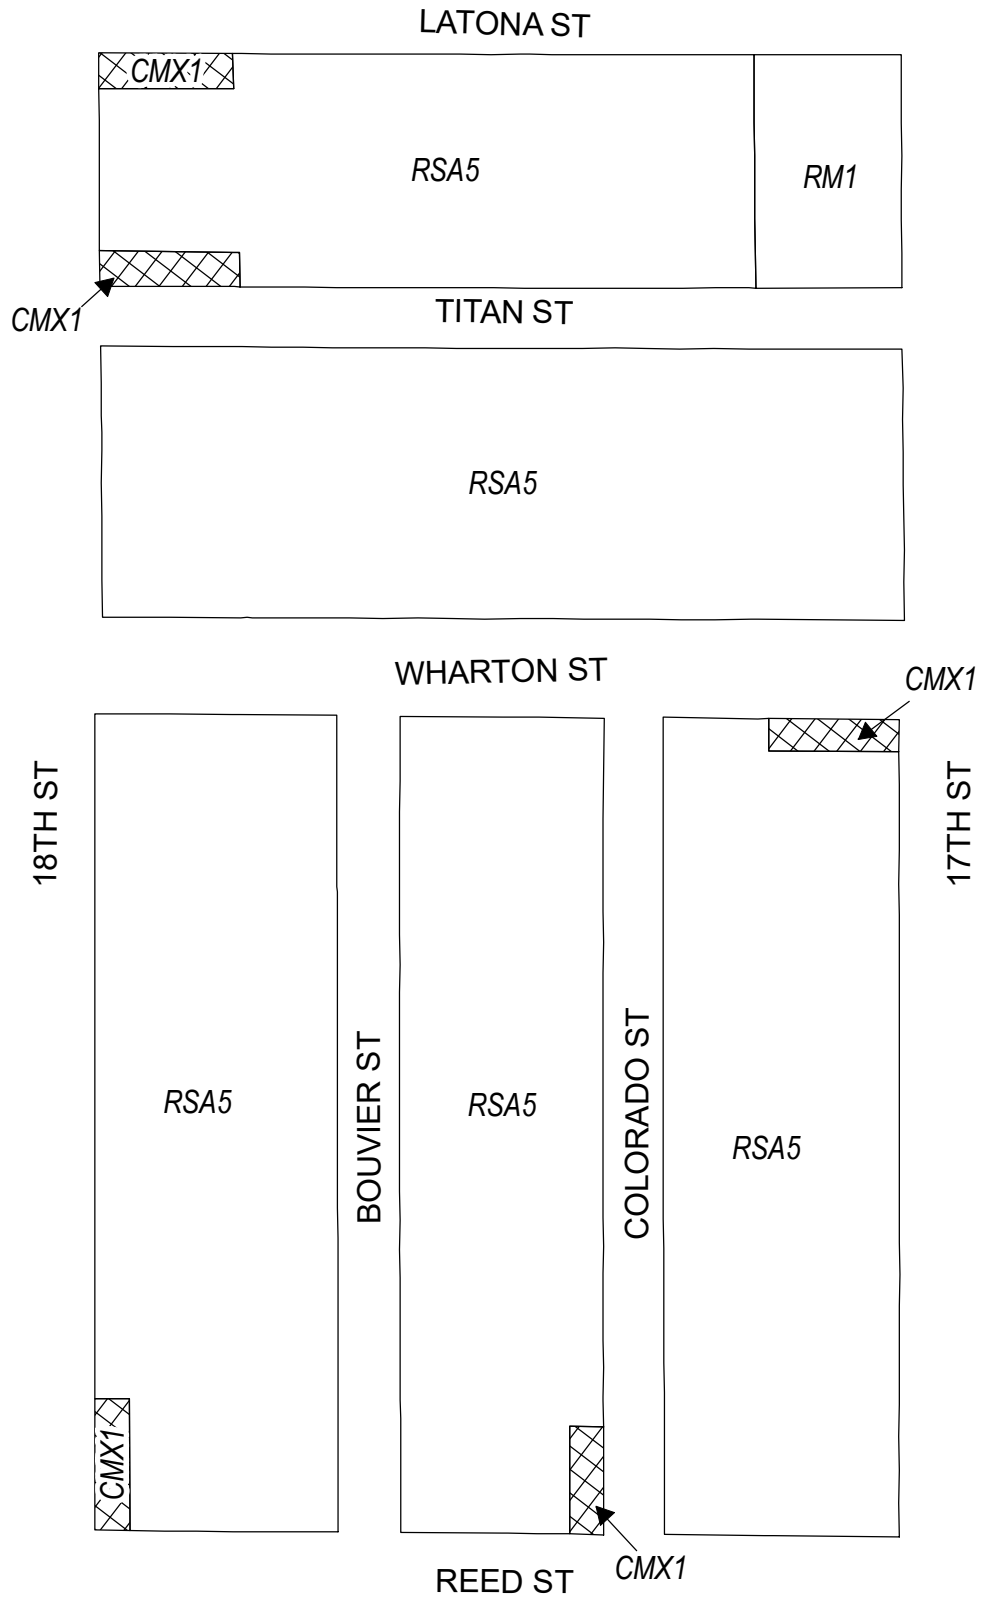 LATONA ST
CMX1
RSA5
RM1
CMX1
TITAN ST
RSA5
WHARTON ST
CMX1
18TH ST
17TH ST
BOUVIER ST
COLORADO ST
RSA5
RSA5
RSA5
CMX1
CMX1
REED ST